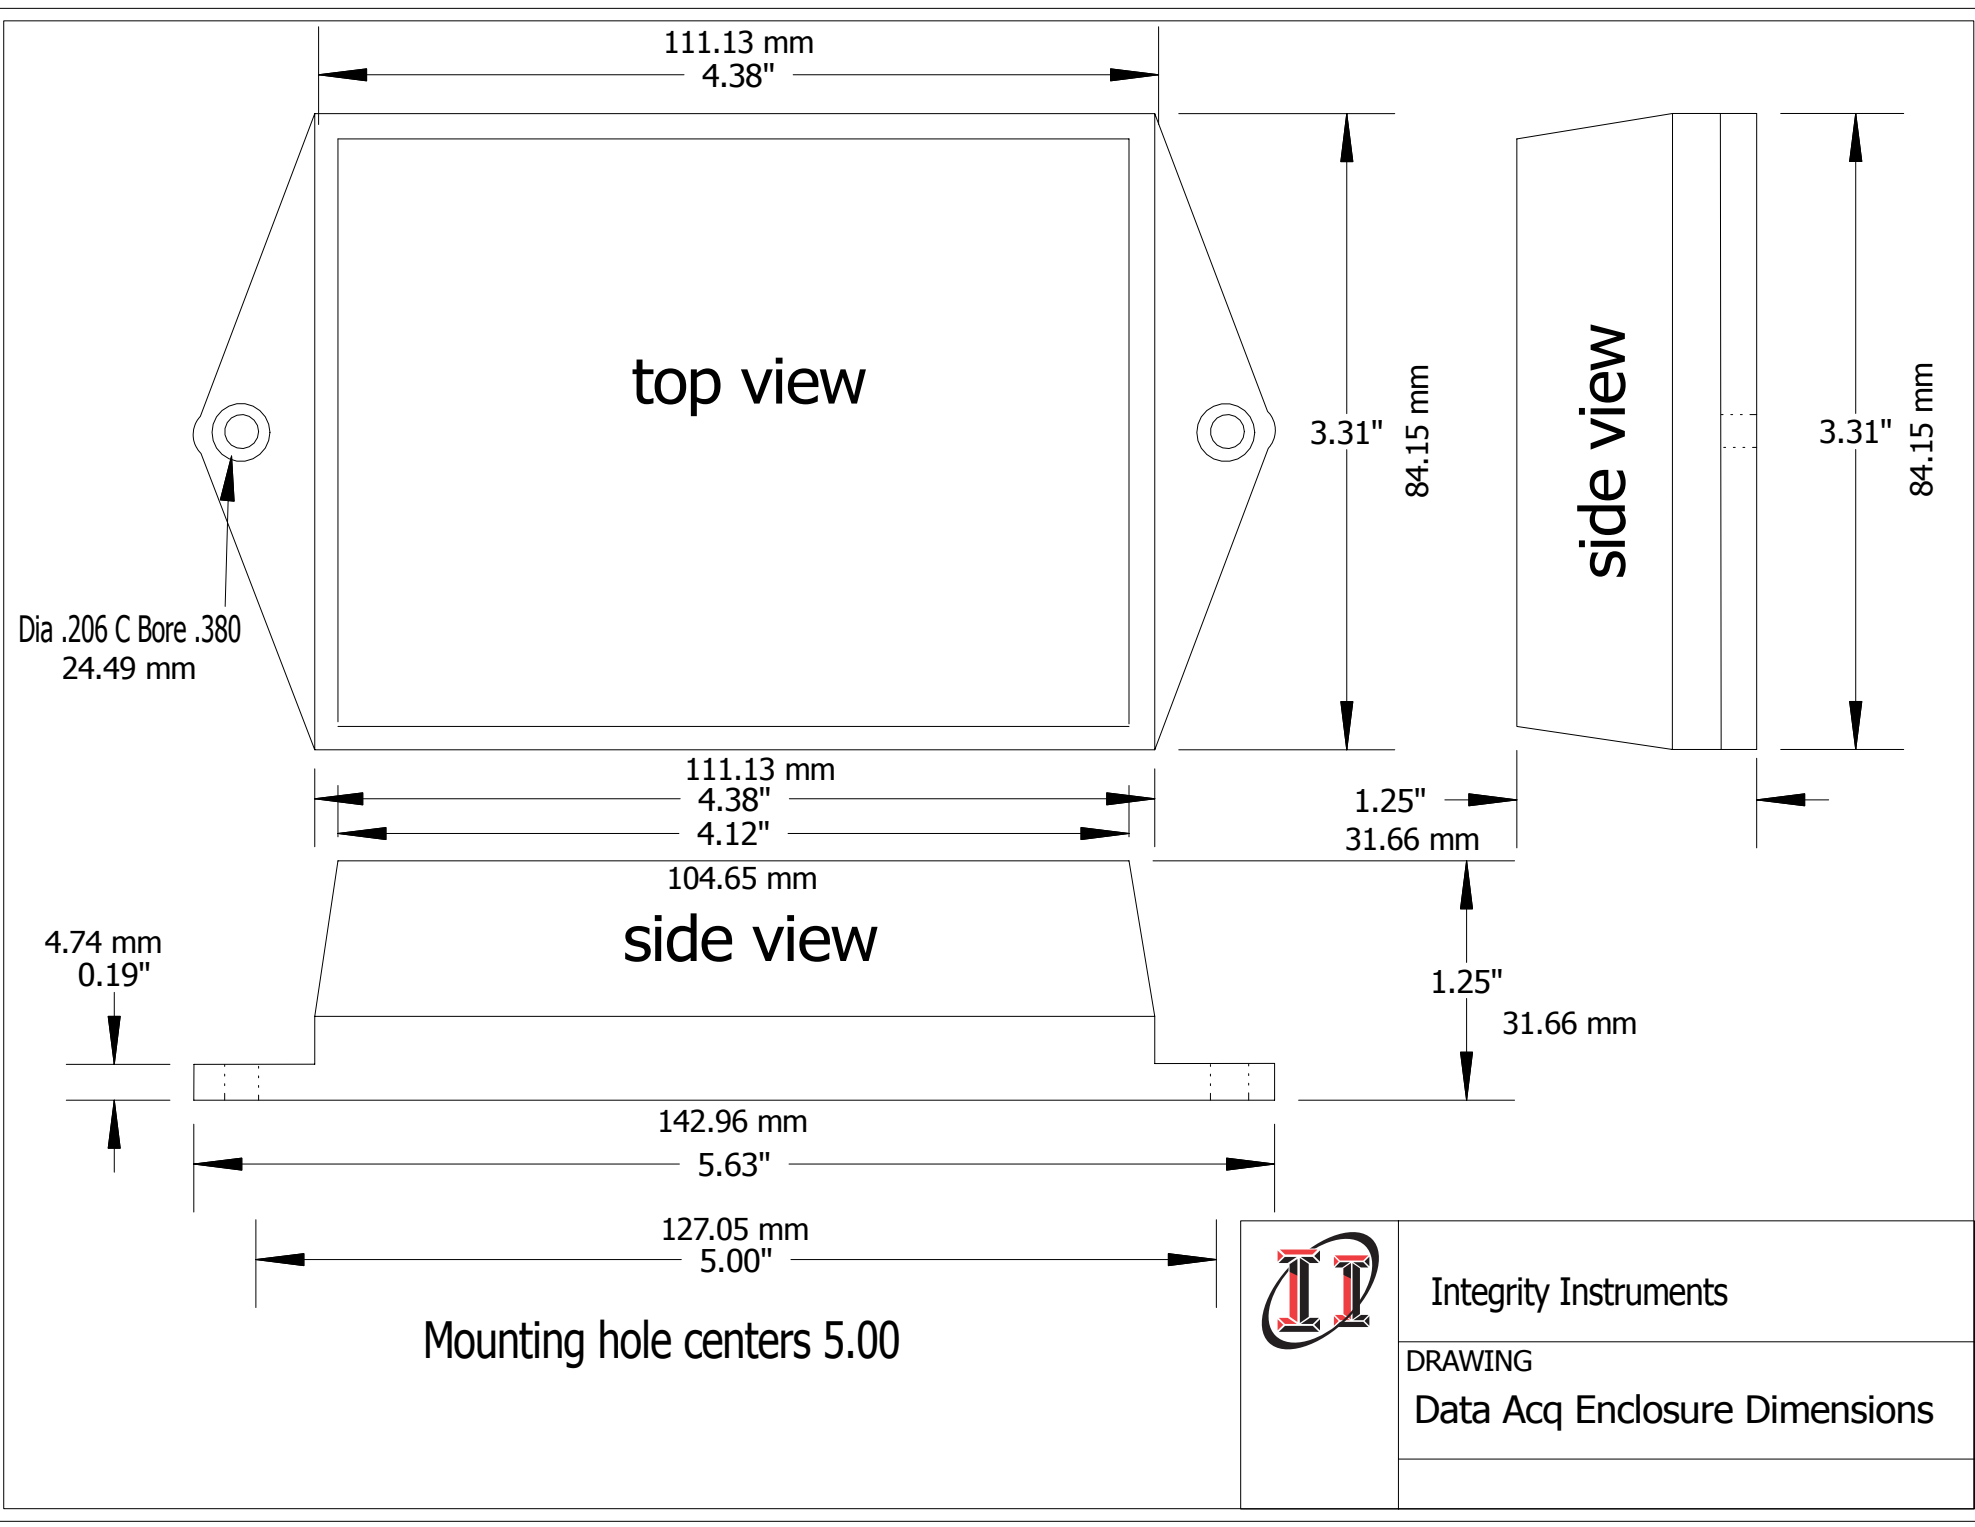 111.13 mm
4.38"
top view
3.31"
84.15 mm
side view
3.31"
84.15 mm
Dia .206 C Bore .380
24.49 mm
111.13 mm
4.38"
4.12"
104.65 mm
side view
1.25"
31.66 mm
4.74 mm
0.19"
1.25"
31.66 mm
142.96 mm
5.63"
127.05 mm
5.00"
Mounting hole centers 5.00
II
Integrity Instruments
DRAWING
Data Acq Enclosure Dimensions